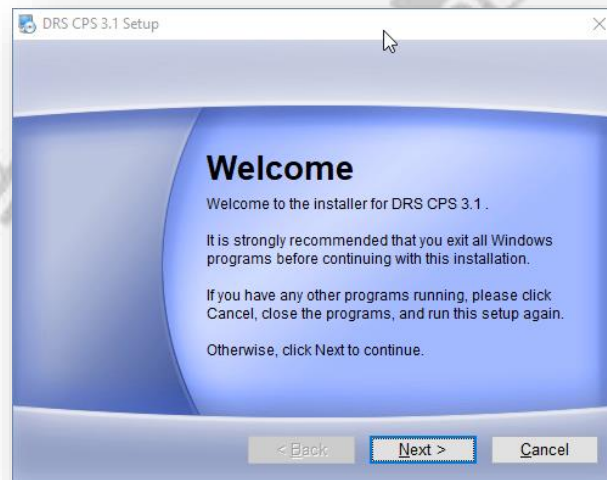 DRS CPS 3.1 Setup
Welcome
Welcome to the installer for DRS CPS 3.1 .
It is strongly recommended that you exit all Windows
programs before continuing with this installation.
If you have any other programs running, please click
Cancel, close the programs, and run this setup again.
Otherwise, click Next to continue.
< Back Next > Cancel